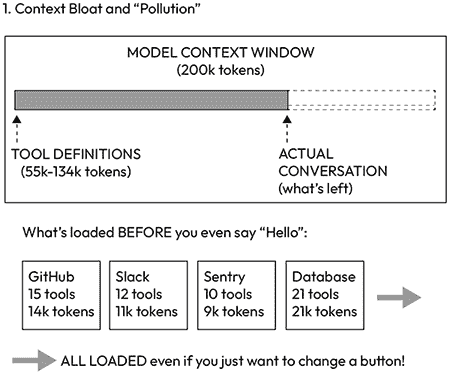 1. Context Bloat and “Pollution”
MODEL CONTEXT WINDOW
(200k tokens)
TOOL DEFINITIONS
(55k-134k tokens)
ACTUAL
CONVERSATION
(what’s left)
What’s loaded BEFORE you even say “Hello”:
GitHub
15 tools
14k tokens
Slack
12 tools
11k tokens
Sentry
10 tools
9k tokens
Database
21 tools
21k tokens
ALL LOADED even if you just want to change a button!